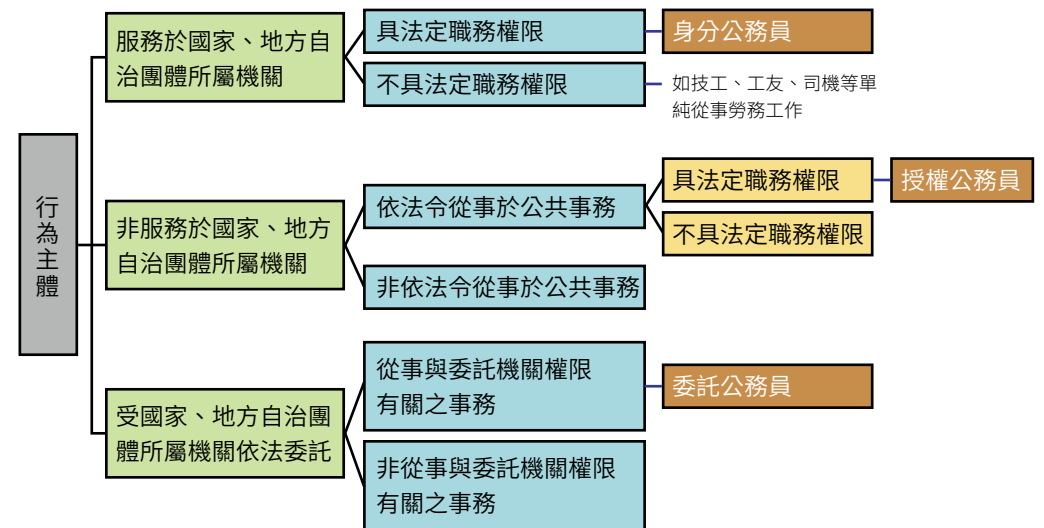 行為主體
服務於國家、地方自
治團體所屬機關
具法定職務權限
身分公務員
不具法定職務權限
如技工、工友、司機等單
純從事勞務工作
非服務於國家、地方
自治團體所屬機關
依法令從事於公共事務
具法定職務權限
授權公務員
不具法定職務權限
非依法令從事於公共事務
受國家、地方自治團
體所屬機關依法委託
從事與委託機關權限
有關之事務
委託公務員
非從事與委託機關權限
有關之事務